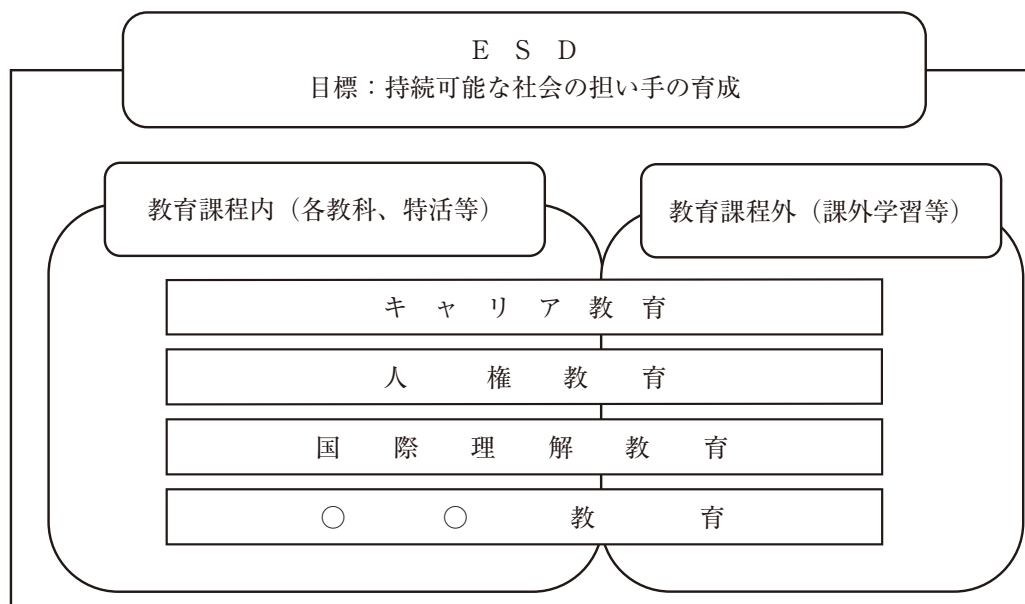 ESD
目標：持続可能な社会の担い手の育成
教育課程内（各教科、特活等）
教育課程外（課外学習等）
キャリア教育
人権教育
国際理解教育
○○教育